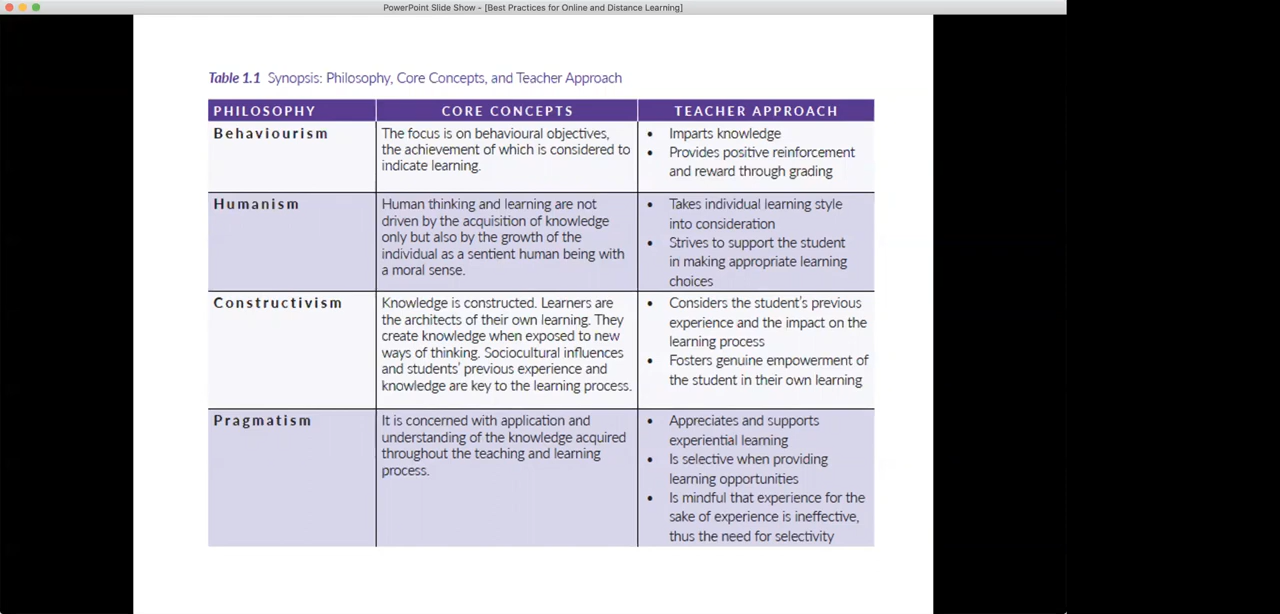 PowerPoint Slide Show - [Best Practices for Online and Distance Learning]
Table 1.1 Synopsis: Philosophy, Core Concepts, and Teacher Approach
PHILOSOPHY
CORE CONCEPTS
TEACHER APPROACH
Behaviourism
The focus is on behavioural objectives,
the achievement of which is considered to
indicate learning.
• Imparts knowledge
• Provides positive reinforcement
and reward through grading
Humanism
Human thinking and learning are not
driven by the acquisition of knowledge
only but also by the growth of the
individual as a sentient human being with
a moral sense.
• Takes individual learning style
into consideration
• Strives to support the student
in making appropriate learning
choices
Constructivism
Knowledge is constructed. Learners are
the architects of their own learning. They
create knowledge when exposed to new
ways of thinking. Sociocultural influences
and students' previous experience and
knowledge are key to the learning process.
• Considers the student's previous
experience and the impact on the
learning process
• Fosters genuine empowerment of
the student in their own learning
Pragmatism
It is concerned with application and
understanding of the knowledge acquired
throughout the teaching and learning
process.
• Appreciates and supports
experiential learning
• Is selective when providing
learning opportunities
• Is mindful that experience for the
sake of experience is ineffective,
thus the need for selectivity